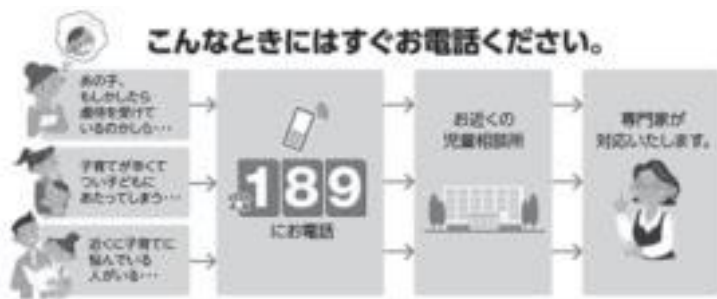 こんなときにはすぐお電話ください。
あの子、
もしかしたら
虐待を受けて
いるのかしら・・・
子育てが辛くて
つい子どもに
あたってしまう・・・
近くに子育てに
悩んでいる
人がいる・・・
189
にお電話
お近くの
児童相談所
専門家が
対応いたします。